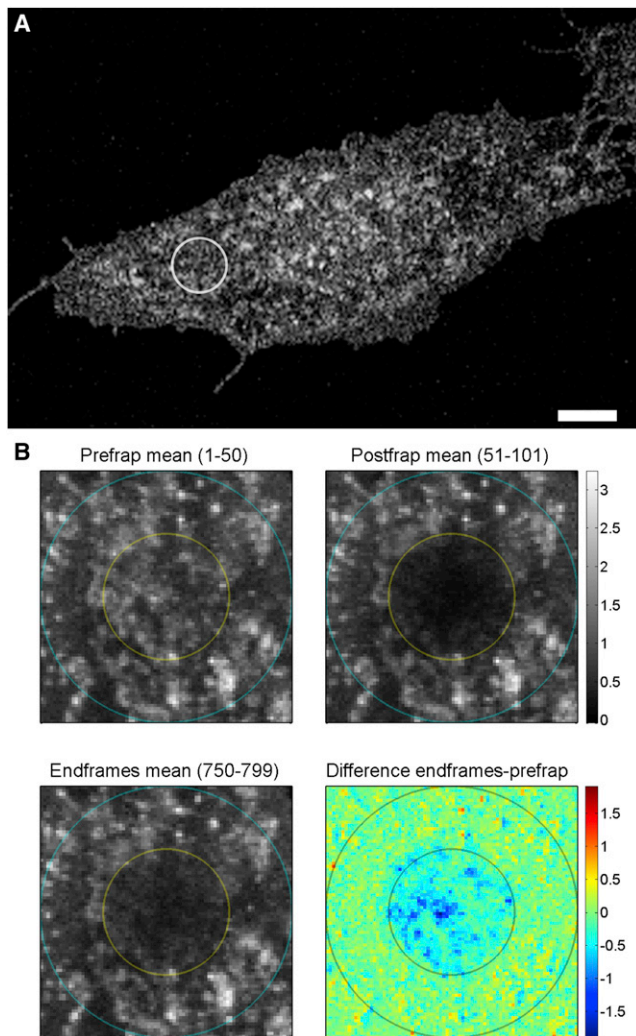 A
B
Prefrap mean (1-50)
Postfrap mean (51-101)
3
2.5
2
1.5
1
0.5
0
Endframes mean (750-799)
Difference endframes-prefrap
1.5
1
0.5
0
-0.5
-1
-1.5